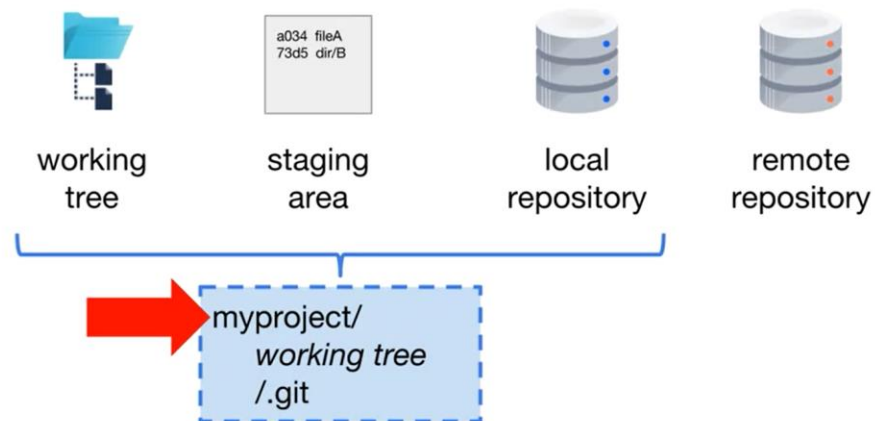 a034 fileA
73d5 dir/B
working
tree
staging
area
local
repository
remote
repository
myproject/
working tree
/.git